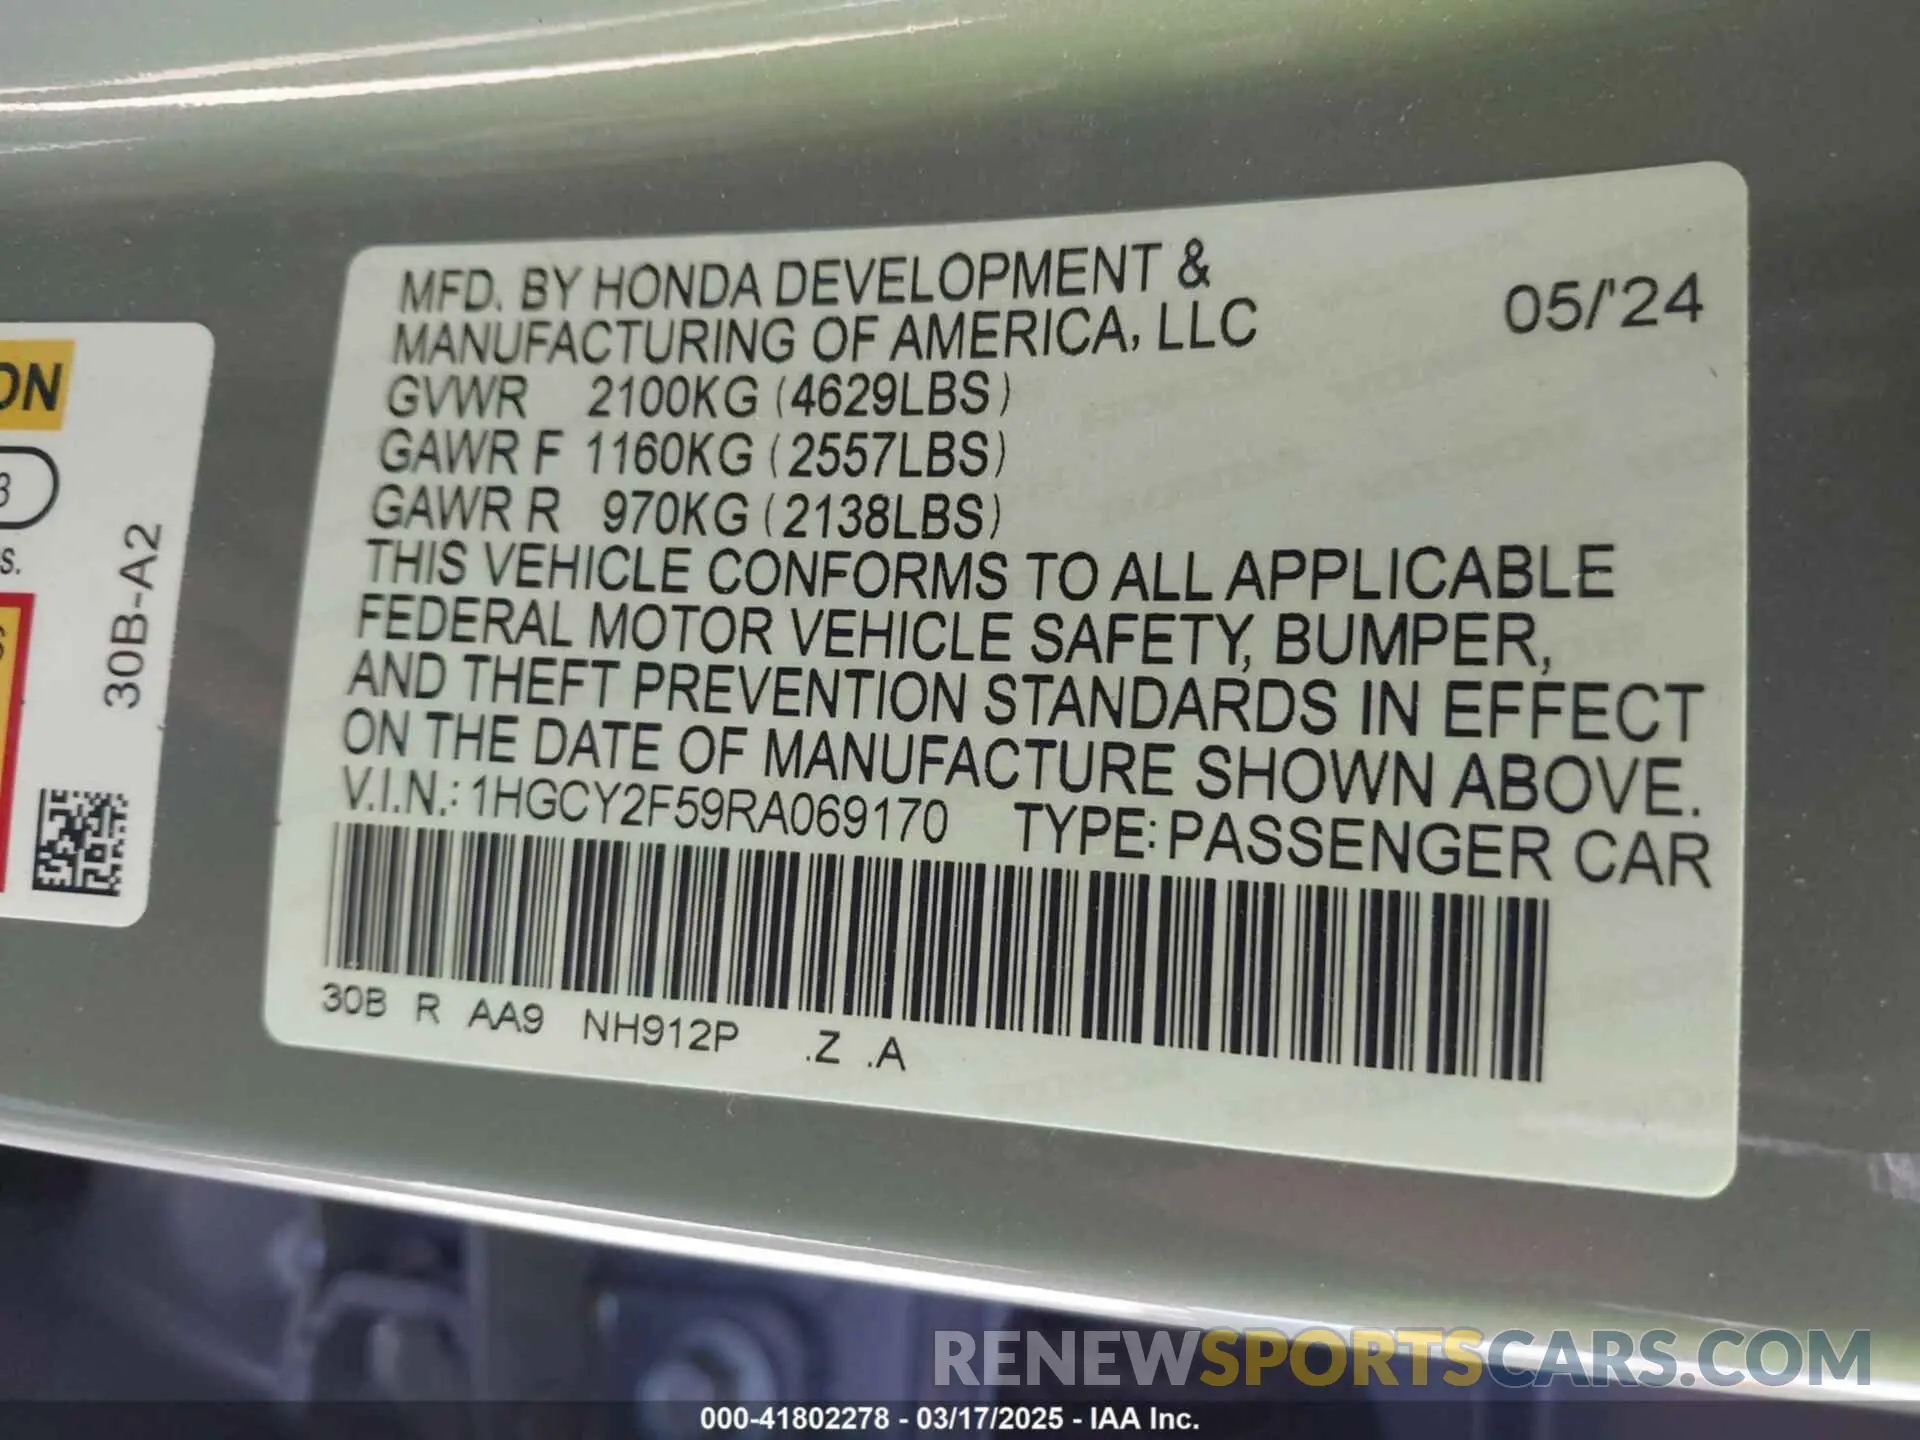 MFD. BY HONDA DEVELOPMENT &
MANUFACTURING OF AMERICA, LLC
05/'24
GVWR 2100KG (4629LBS)
GAWR F 1160KG (2557LBS)
GAWR R 970KG (2138LBS)
THIS VEHICLE CONFORMS TO ALL APPLICABLE
FEDERAL MOTOR VEHICLE SAFETY, BUMPER,
AND THEFT PREVENTION STANDARDS IN EFFECT
ON THE DATE OF MANUFACTURE SHOWN ABOVE.
V.I.N.: 1HGCY2F59RA069170 TYPE: PASSENGER CAR
30B R AA9 NH912P .Z .A
30B-A2
RENEWSPORTSCARS.COM
000-41802278 - 03/17/2025 - IAA Inc.